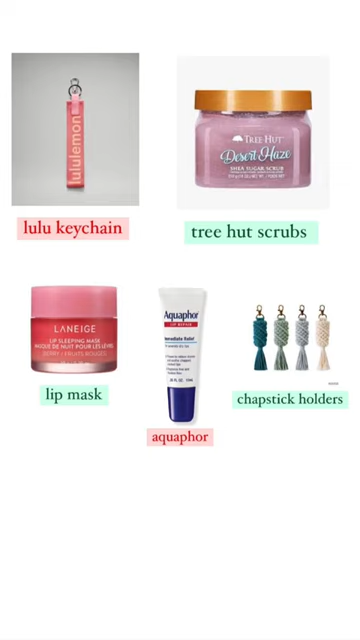 lululemon
lulu keychain
TREE·HUT
Desert Haze
SHEA SUGAR SCRUB
tree hut scrubs
LANEIGE
LIP SLEEPING MASK
MASQUE DE NUIT POUR LES LÈVRES
BERRY / FRUITS ROUGES
lip mask
Aquaphor
LIP REPAIR
Immediate Relief
aquaphor
chapstick holders